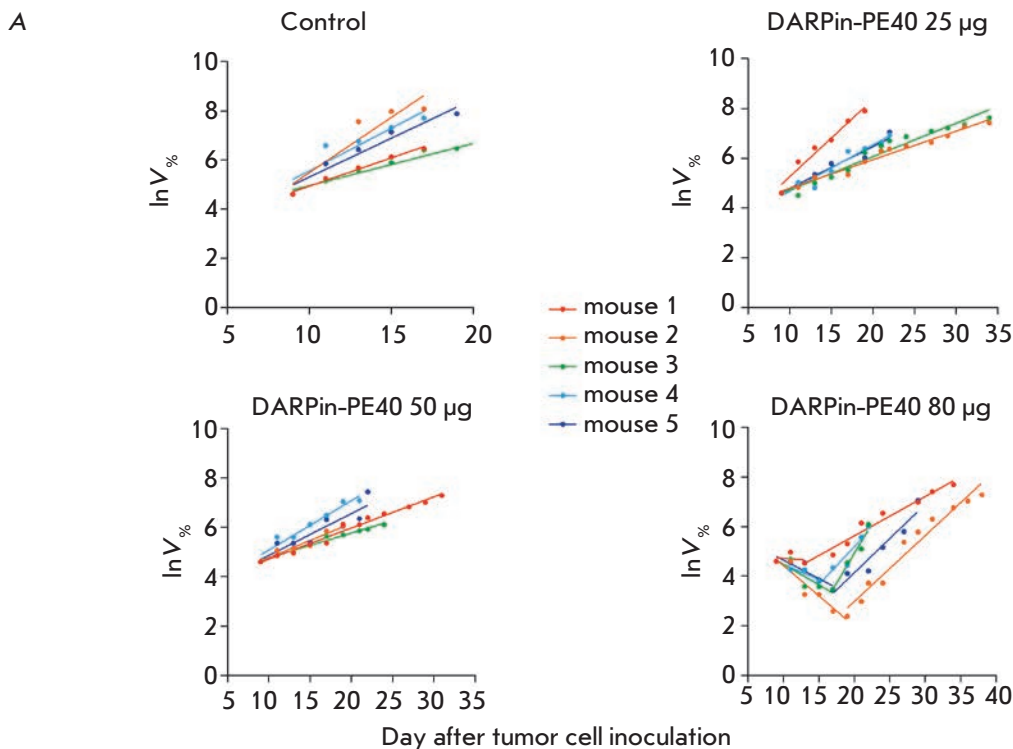 A
Control
DARPin-PE40 25 µg
ln V%
10
8
6
4
2
0
5 10 15 20
ln V%
10
8
6
4
2
0
5 10 15 20 25 30 35
mouse 1
mouse 2
mouse 3
mouse 4
mouse 5
DARPin-PE40 50 µg
DARPin-PE40 80 µg
ln V%
10
8
6
4
2
0
5 10 15 20 25 30 35
ln V%
10
8
6
4
2
0
5 10 15 20 25 30 35 40
Day after tumor cell inoculation